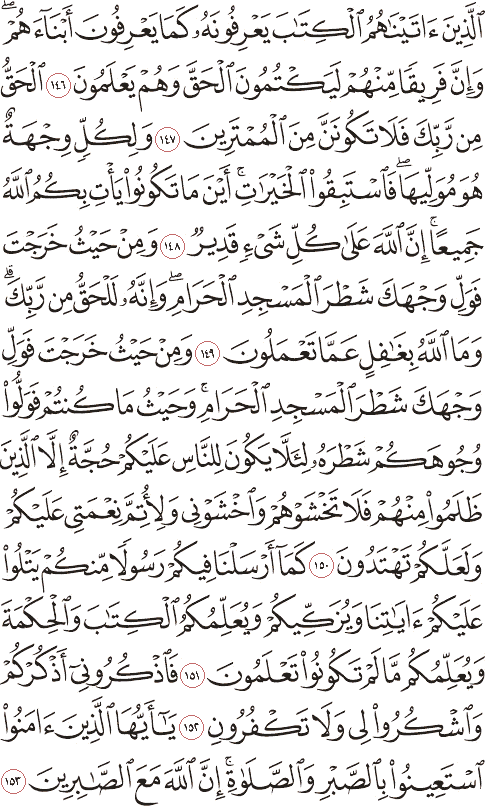 ٱلَّذِينَ ءَاتَيْنَٰهُمُ ٱلْكِتَٰبَ يَعْرِفُونَهُۥ كَمَا يَعْرِفُونَ أَبْنَآءَهُمْ ۖ
وَإِنَّ فَرِيقًا مِّنْهُمْ لَيَكْتُمُونَ ٱلْحَقَّ وَهُمْ يَعْلَمُونَ ١٤٦ ٱلْحَقُّ
مِن رَّبِّكَ فَلَا تَكُونَنَّ مِنَ ٱلْمُمْتَرِينَ ١٤٧ وَلِكُلٍّ وِجْهَةٌ
هُوَ مُوَلِّيهَا ۖ فَٱسْتَبِقُوا۟ ٱلْخَيْرَٰتِ ۚ أَيْنَ مَا تَكُونُوا۟ يَأْتِ بِكُمُ ٱللَّهُ
جَمِيعًا ۚ إِنَّ ٱللَّهَ عَلَىٰ كُلِّ شَىْءٍ قَدِيرٌ ١٤٨ وَمِنْ حَيْثُ خَرَجْتَ
فَوَلِّ وَجْهَكَ شَطْرَ ٱلْمَسْجِدِ ٱلْحَرَامِ ۖ وَإِنَّهُۥ لَلْحَقُّ مِن رَّبِّكَ ۗ
وَمَا ٱللَّهُ بِغَٰفِلٍ عَمَّا تَعْمَلُونَ ١٤٩ وَمِنْ حَيْثُ خَرَجْتَ فَوَلِّ
وَجْهَكَ شَطْرَ ٱلْمَسْجِدِ ٱلْحَرَامِ ۚ وَحَيْثُ مَا كُنتُمْ فَوَلُّوا۟
وُجُوهَكُمْ شَطْرَهُۥ لِئَلَّا يَكُونَ لِلنَّاسِ عَلَيْكُمْ حُجَّةٌ إِلَّا ٱلَّذِينَ
ظَلَمُوا۟ مِنْهُمْ فَلَا تَخْشَوْهُمْ وَٱخْشَوْنِى وَلِأُتِمَّ نِعْمَتِى عَلَيْكُمْ
وَلَعَلَّكُمْ تَهْتَدُونَ ١٥٠ كَمَآ أَرْسَلْنَا فِيكُمْ رَسُولًا مِّنكُمْ يَتْلُوا۟
عَلَيْكُمْ ءَايَٰتِنَا وَيُزَكِّيكُمْ وَيُعَلِّمُكُمُ ٱلْكِتَٰبَ وَٱلْحِكْمَةَ
وَيُعَلِّمُكُم مَّا لَمْ تَكُونُوا۟ تَعْلَمُونَ ١٥١ فَٱذْكُرُونِىٓ أَذْكُرْكُمْ
وَٱشْكُرُوا۟ لِى وَلَا تَكْفُرُونِ ١٥٢ يَٰٓأَيُّهَا ٱلَّذِينَ ءَامَنُوا۟
ٱسْتَعِينُوا۟ بِٱلصَّبْرِ وَٱلصَّلَوٰةِ ۚ إِنَّ ٱللَّهَ مَعَ ٱلصَّٰبِرِينَ ١٥٣